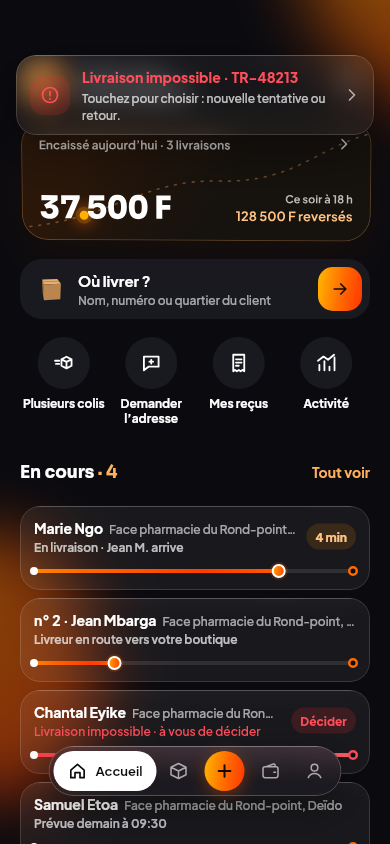 Livraison impossible · TR-48213
Touchez pour choisir : nouvelle tentative ou
retour.
Encaissé aujourd’hui · 3 livraisons
37 500 F
Ce soir à 18 h
128 500 F reversés
Où livrer ?
Nom, numéro ou quartier du client
Plusieurs colis
Demander
l’adresse
Mes reçus
Activité
En cours · 4
Tout voir
Marie Ngo Face pharmacie du Rond-point...
4 min
En livraison · Jean M. arrive
n° 2 · Jean Mbarga Face pharmacie du Rond-point, ...
Livreur en route vers votre boutique
Chantal Eyike Face pharmacie du Ron...
Décider
Livraison impossible · à vous de décider
Accueil
Samuel Etoa Face pharmacie du Rond-point, Deïdo
Prévue demain à 09:30